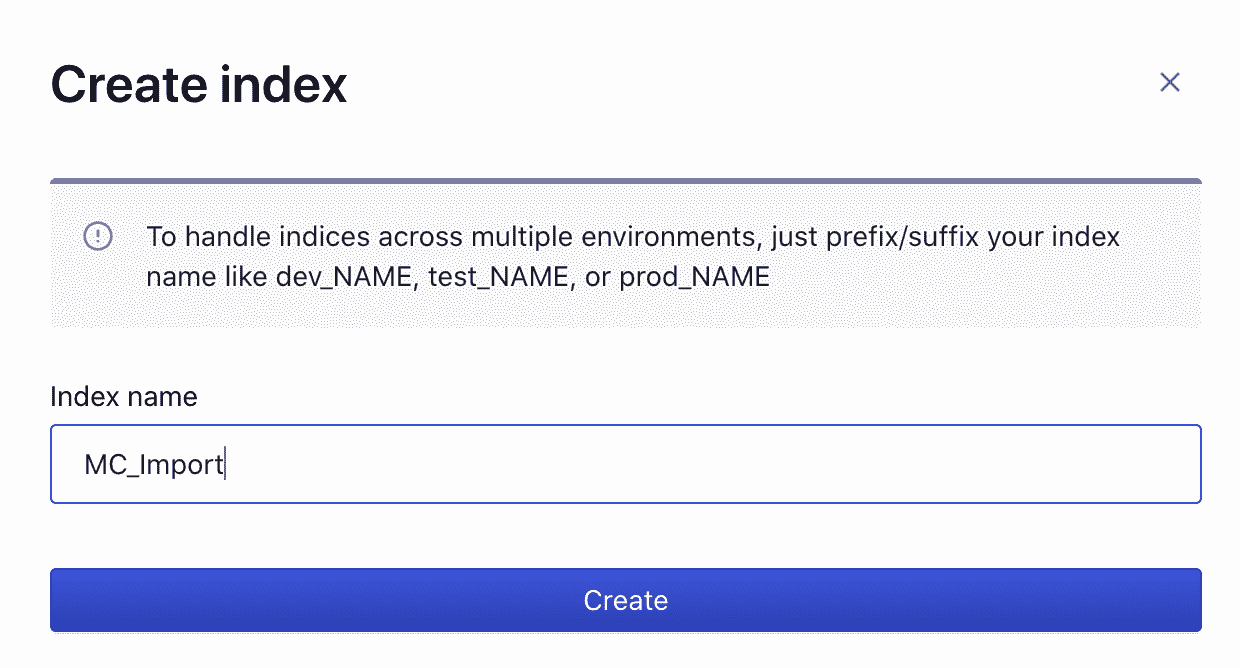 Create index
To handle indices across multiple environments, just prefix/suffix your index
name like dev_NAME, test_NAME, or prod_NAME
Index name
MC_Import
Create